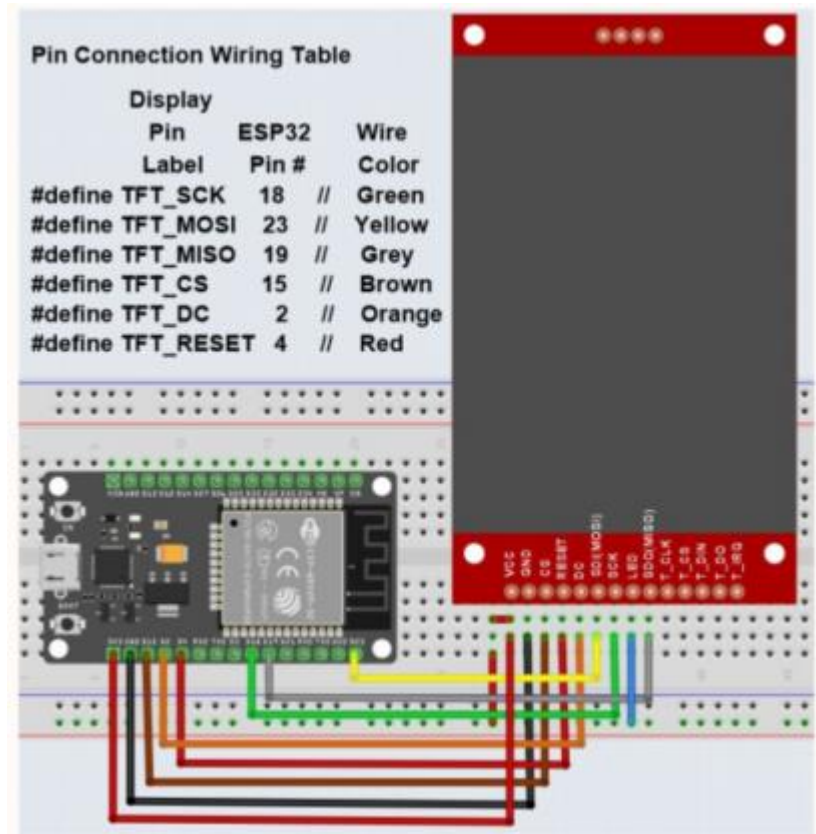 Pin Connection Wiring Table
Display
Pin ESP32 Wire
Label Pin # Color
#define TFT_SCK 18 // Green
#define TFT_MOSI 23 // Yellow
#define TFT_MISO 19 // Grey
#define TFT_CS 15 // Brown
#define TFT_DC 2 // Orange
#define TFT_RESET 4 // Red
VCC
GND
CS
RESET
DC
SDI(MOSI)
SCK
LED
SDO(MISO)
T_CLK
T_CS
T_DIN
T_DO
T_IRQ